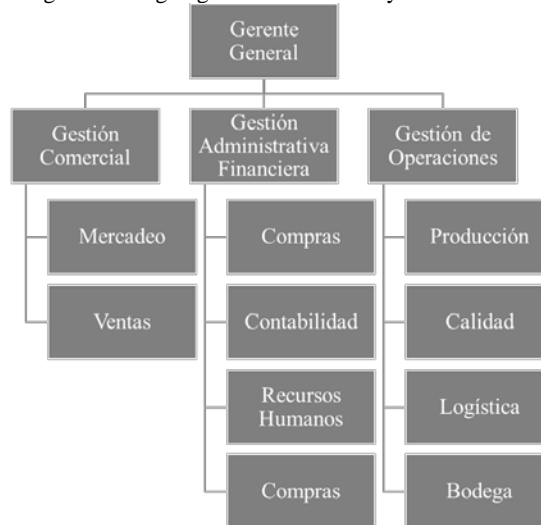 Gerente
General
Gestión
Comercial
Mercadeo
Ventas
Gestión
Administrativa
Financiera
Compras
Contabilidad
Recursos
Humanos
Compras
Gestión de
Operaciones
Producción
Calidad
Logística
Bodega